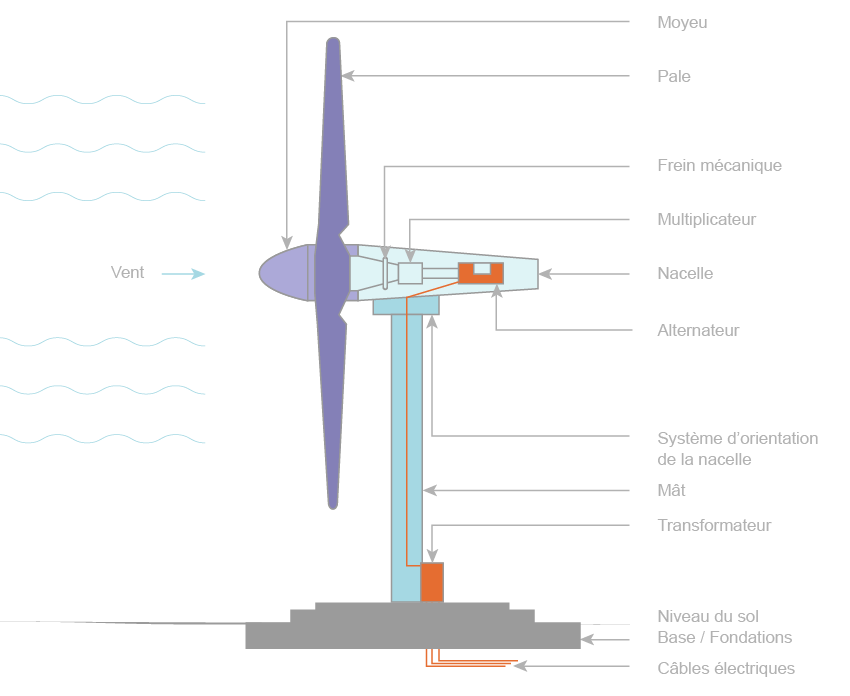 Moyeu
Pale
Frein mécanique
Multiplicateur
Vent
Nacelle
Alternateur
Système d’orientation
de la nacelle
Mât
Transformateur
Niveau du sol
Base / Fondations
Câbles électriques